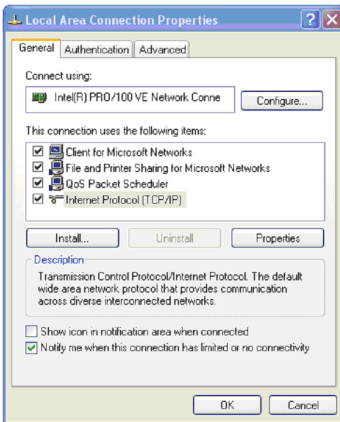 Local Area Connection Properties
General Authentication Advanced
Connect using:
Intel(R) PRO/100 VE Network Conne
Configure...
This connection uses the following items:
Client for Microsoft Networks
File and Printer Sharing for Microsoft Networks
QoS Packet Scheduler
Internet Protocol (TCP/IP)
Install... Uninstall Properties
Description
Transmission Control Protocol/Internet Protocol. The default
wide area network protocol that provides communication
across diverse interconnected networks.
Show icon in notification area when connected
Notify me when this connection has limited or no connectivity
OK Cancel